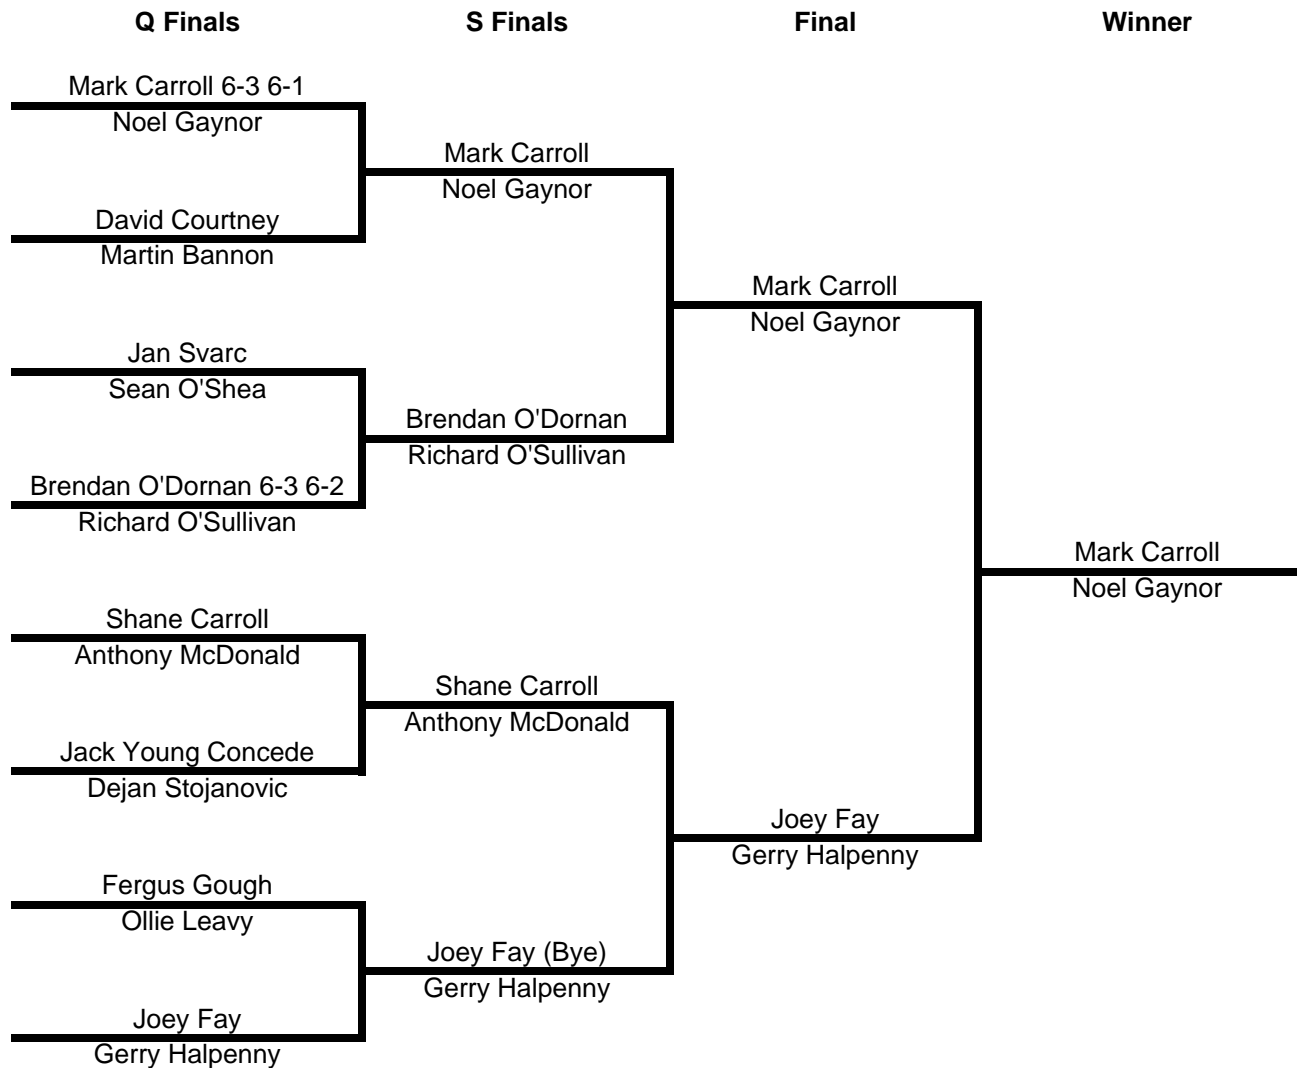 Q Finals S Finals Final Winner
Mark Carroll 6-3 6-1
Noel Gaynor
Mark Carroll
Noel Gaynor
David Courtney
Martin Bannon
Mark Carroll
Noel Gaynor
Jan Svarc
Sean O'Shea
Brendan O'Dornan
Richard O'Sullivan
Brendan O'Dornan 6-3 6-2
Richard O'Sullivan
Mark Carroll
Noel Gaynor
Shane Carroll
Anthony McDonald
Shane Carroll
Anthony McDonald
Jack Young Concede
Dejan Stojanovic
Joey Fay
Gerry Halpenny
Fergus Gough
Ollie Leavy
Joey Fay (Bye)
Gerry Halpenny
Joey Fay
Gerry Halpenny